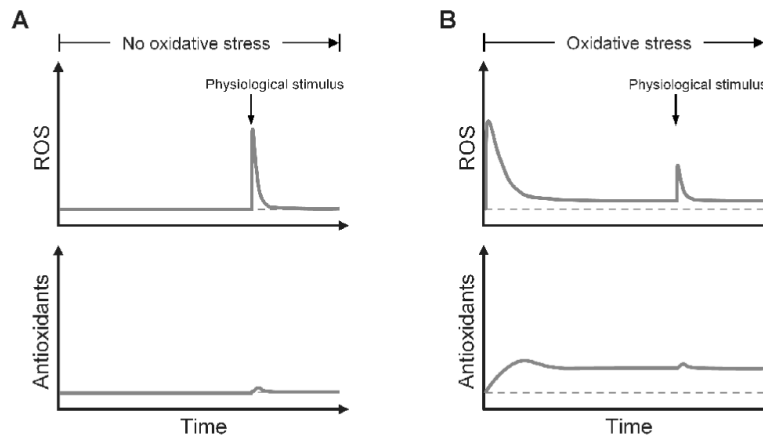 A
No oxidative stress
Physiological stimulus
ROS
Antioxidants
Time
B
Oxidative stress
Physiological stimulus
ROS
Antioxidants
Time